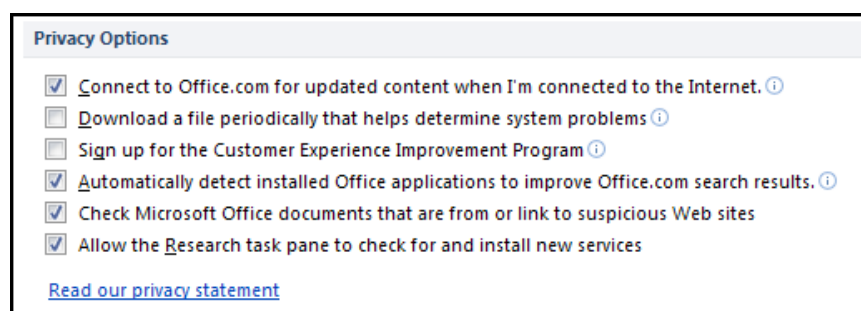 Privacy Options
Connect to Office.com for updated content when I'm connected to the Internet.
Download a file periodically that helps determine system problems
Sign up for the Customer Experience Improvement Program
Automatically detect installed Office applications to improve Office.com search results.
Check Microsoft Office documents that are from or link to suspicious Web sites
Allow the Research task pane to check for and install new services
Read our privacy statement